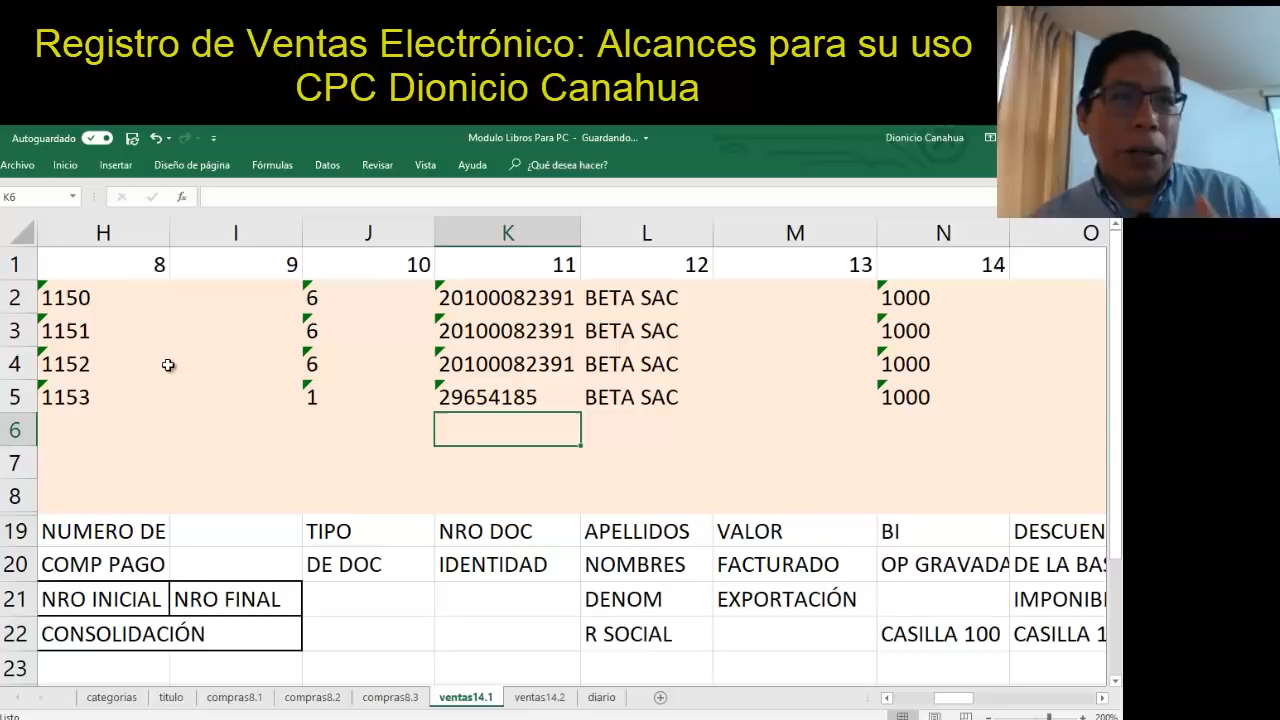 Registro de Ventas Electrónico: Alcances para su uso
CPC Dionicio Canahua
Autoguardado
Modulo Libros Para PC - Guardando...
Dionicio Canahua
Archivo Inicio Insertar Diseño de página Fórmulas Datos Revisar Vista Ayuda ¿Qué desea hacer?
K6 fx
H I J K L M N O
1 8 9 10 11 12 13 14
2 1150 6 20100082391 BETA SAC 1000
3 1151 6 20100082391 BETA SAC 1000
4 1152 6 20100082391 BETA SAC 1000
5 1153 1 29654185 BETA SAC 1000
6
7
8
19 NUMERO DE TIPO NRO DOC APELLIDOS VALOR BI DESCUEN
20 COMP PAGO DE DOC IDENTIDAD NOMBRES FACTURADO OP GRAVADA DE LA BAS
21 NRO INICIAL NRO FINAL DENOM EXPORTACIÓN IMPONIB
22 CONSOLIDACIÓN R SOCIAL CASILLA 100 CASILLA 1
23
categorias titulo compras8.1 compras8.2 compras8.3 ventas14.1 ventas14.2 diario
Listo 200%